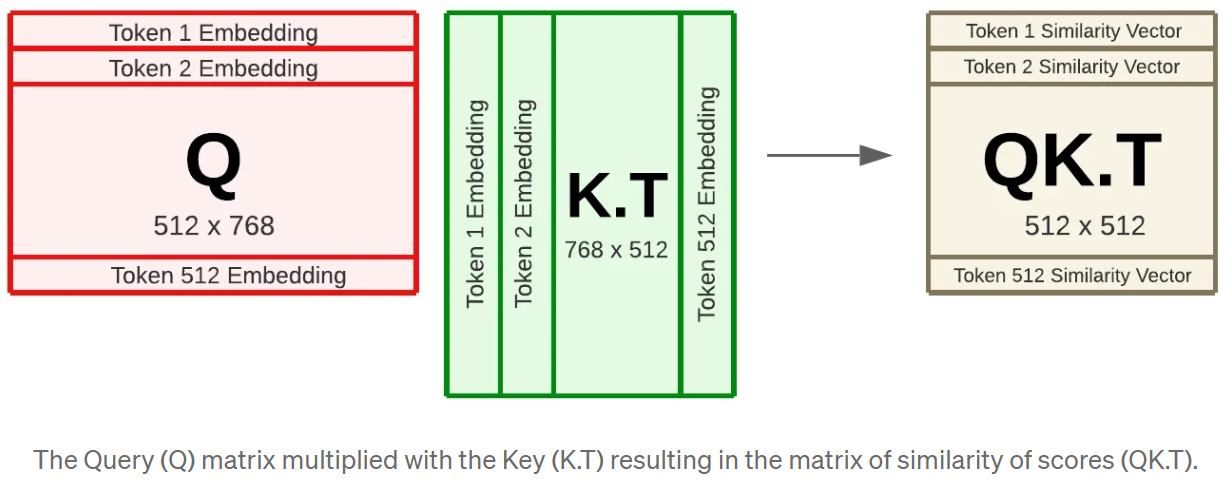 Token 1 Embedding
Token 2 Embedding
Q
512 x 768
Token 512 Embedding
Token 1 Embedding
Token 2 Embedding
K.T
768 x 512
Token 512 Embedding
Token 1 Similarity Vector
Token 2 Similarity Vector
QK.T
512 x 512
Token 512 Similarity Vector
The Query (Q) matrix multiplied with the Key (K.T) resulting in the matrix of similarity of scores (QK.T).